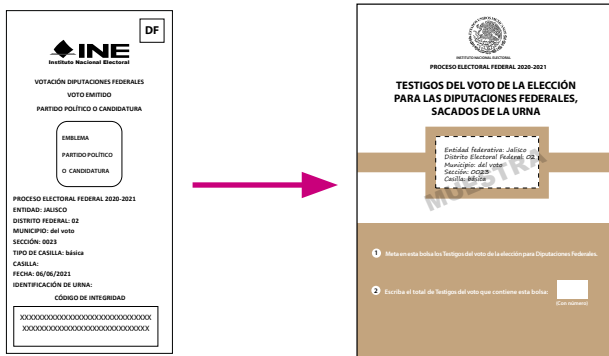 DF
INE
Instituto Nacional Electoral
VOTACIÓN DIPUTACIONES FEDERALES
VOTO EMITIDO
PARTIDO POLÍTICO O CANDIDATURA
EMBLEMA
PARTIDO POLÍTICO
O CANDIDATURA
PROCESO ELECTORAL FEDERAL 2020-2021
ENTIDAD: JALISCO
DISTRITO FEDERAL: 02
MUNICIPIO: del voto
SECCIÓN: 0023
TIPO DE CASILLA: básica
CASILLA:
FECHA: 06/06/2021
IDENTIFICACIÓN DE URNA:
CÓDIGO DE INTEGRIDAD
XXXXXXXXXXXXXXXXXXXXXXXXXXXXXXX
XXXXXXXXXXXXXXXXXXXXXXXXXXXXXX
INSTITUTO NACIONAL ELECTORAL
PROCESO ELECTORAL FEDERAL 2020-2021
TESTIGOS DEL VOTO DE LA ELECCIÓN
PARA LAS DIPUTACIONES FEDERALES,
SACADOS DE LA URNA
Entidad federativa: Jalisco
Distrito Electoral Federal: 02
Municipio: del voto
Sección: 0023
Casilla: básica
MUESTRA
1 Meta en esta bolsa los Testigos del voto de la elección para Diputaciones Federales.
2 Escriba el total de Testigos del voto que contiene esta bolsa:
(Con número)